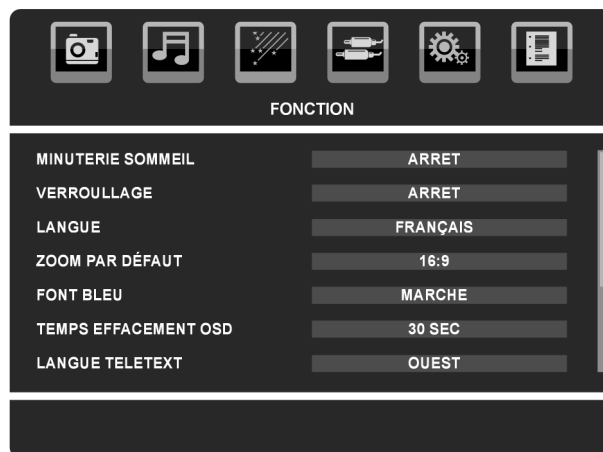 FONCTION
MINUTERIE SOMMEIL ARRET
VERROULLAGE ARRET
LANGUE FRANÇAIS
ZOOM PAR DÉFAUT 16:9
FONT BLEU MARCHE
TEMPS EFFACEMENT OSD 30 SEC
LANGUE TELETEXT OUEST